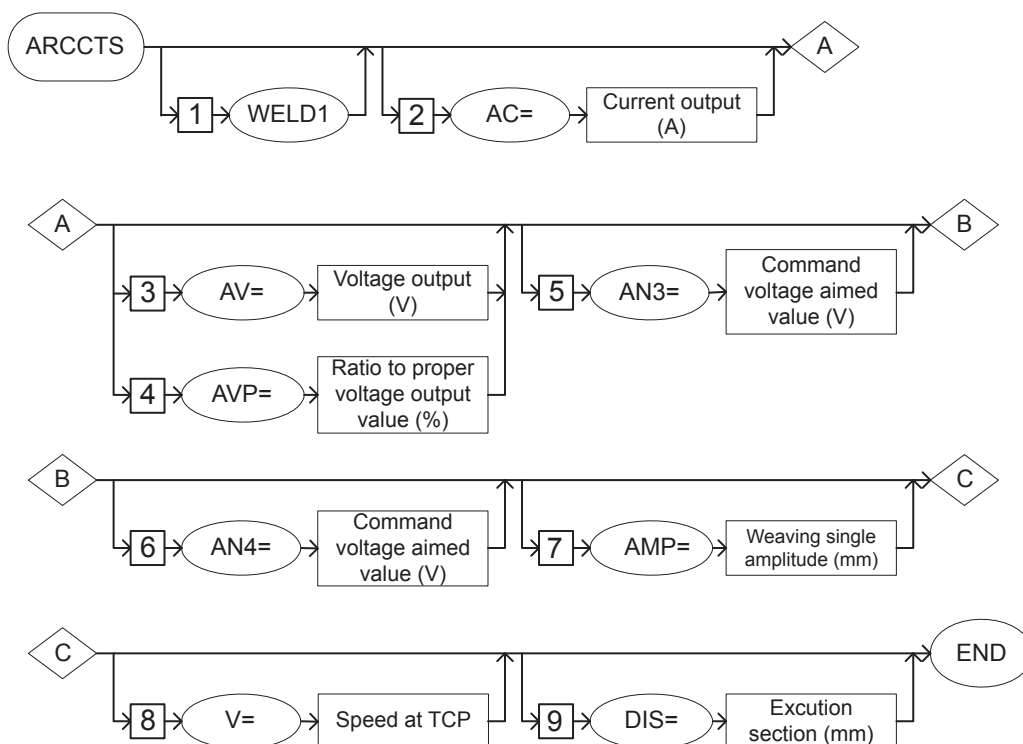 ARCCTS
A
1
WELD1
2
AC=
Current output
(A)
A
B
3
AV=
Voltage output
(V)
5
AN3=
Command
voltage aimed
value (V)
4
AVP=
Ratio to proper
voltage output
value (%)
B
C
6
AN4=
Command
voltage aimed
value (V)
7
AMP=
Weaving single
amplitude (mm)
C
END
8
V=
Speed at TCP
9
DIS=
Excution
section (mm)